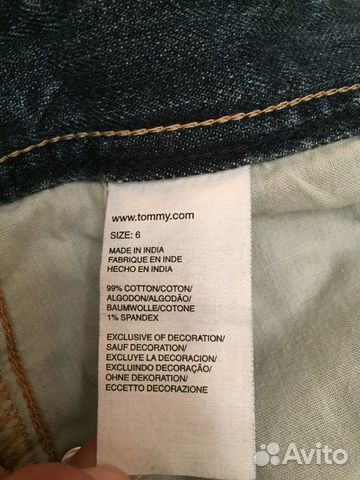 www.tommy.com
SIZE: 6
MADE IN INDIA
FABRIQUE EN INDE
HECHO EN INDIA
99% COTTON/COTON/
ALGODON/ALGODÃO/
BAUMWOLLE/COTONE
1% SPANDEX
EXCLUSIVE OF DECORATION/
SAUF DECORATION/
EXCLUYE LA DECORACION/
EXCLUINDO DECORAÇÃO/
OHNE DEKORATION/
ECCETTO DECORAZIONE
Avito